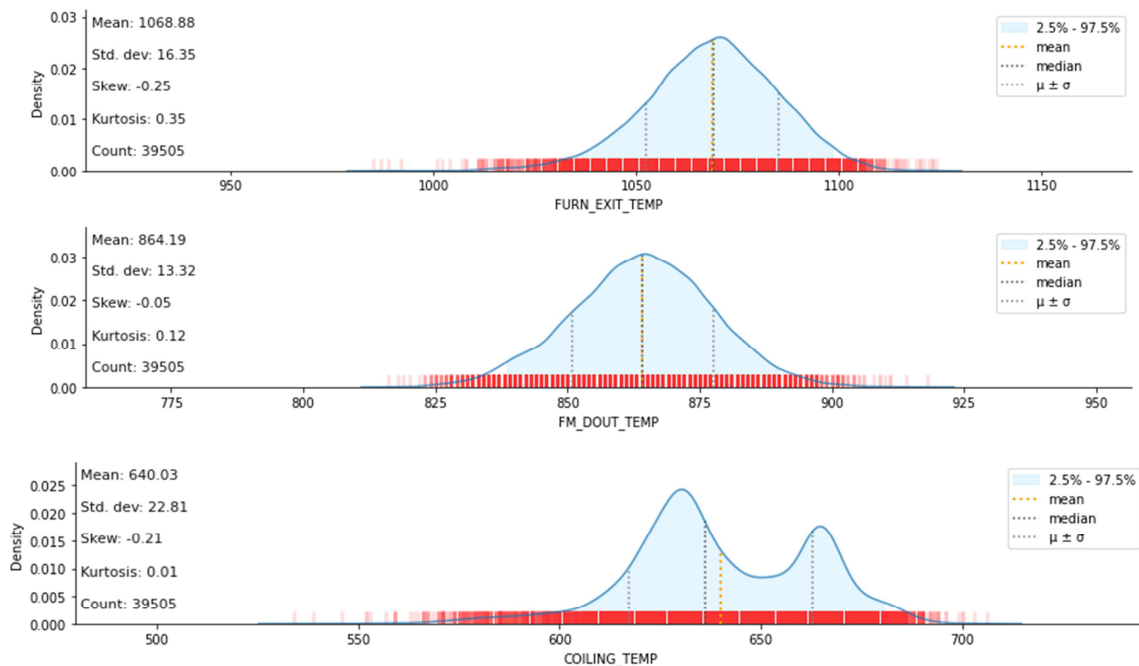 0.03
Mean: 1068.88
Std. dev: 16.35
0.02
Skew: -0.25
0.01
Kurtosis: 0.35
Count: 39505
0.00
Density
2.5% - 97.5%
mean
median
μ ± σ
950 1000 1050 1100 1150
FURN_EXIT_TEMP
Mean: 864.19
0.03
Std. dev: 13.32
0.02
Skew: -0.05
0.01
Kurtosis: 0.12
Count: 39505
0.00
Density
2.5% - 97.5%
mean
median
μ ± σ
775 800 825 850 875 900 925 950
FM_DOUT_TEMP
Mean: 640.03
0.025
Std. dev: 22.81
0.020
0.015
Skew: -0.21
0.010
Kurtosis: 0.01
0.005
Count: 39505
0.000
Density
2.5% - 97.5%
mean
median
μ ± σ
500 550 600 650 700
COILING_TEMP